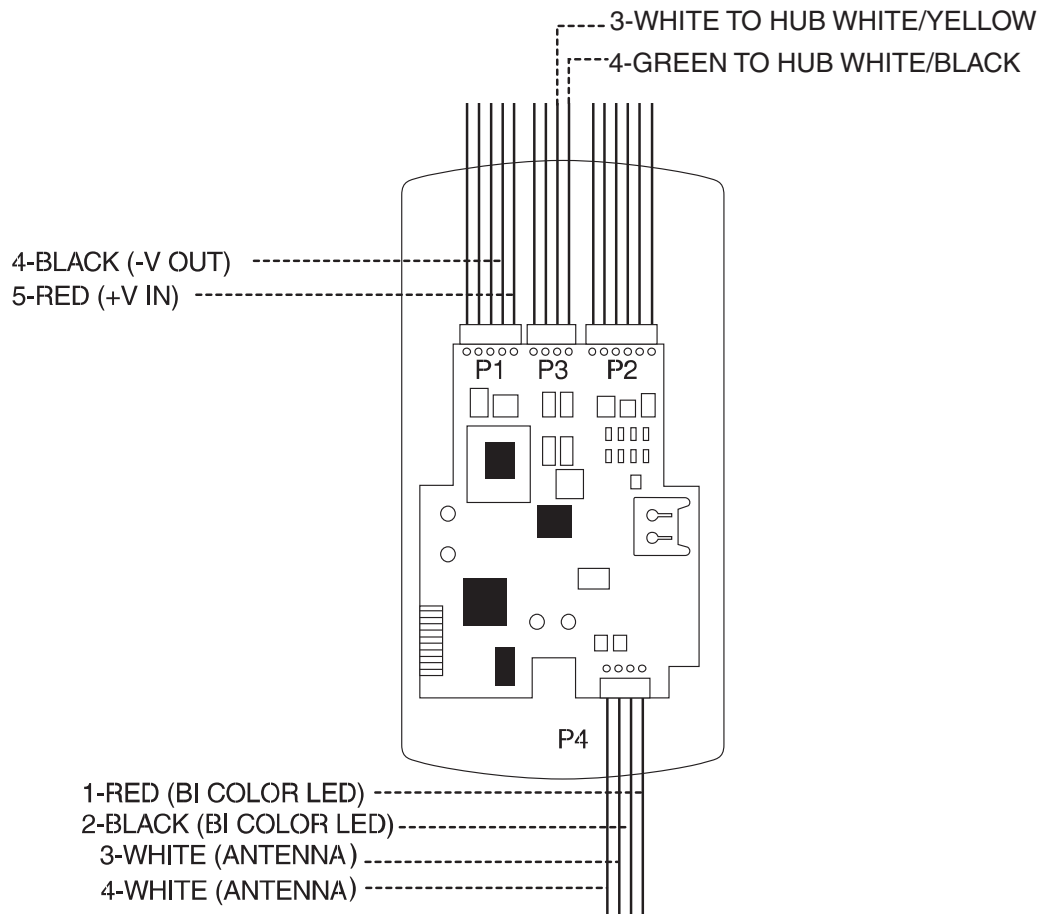 3-WHITE TO HUB WHITE/YELLOW
4-GREEN TO HUB WHITE/BLACK
4-BLACK (-V OUT)
5-RED (+V IN)
P1 P3 P2
P4
1-RED (BI COLOR LED)
2-BLACK (BI COLOR LED)
3-WHITE (ANTENNA)
4-WHITE (ANTENNA)